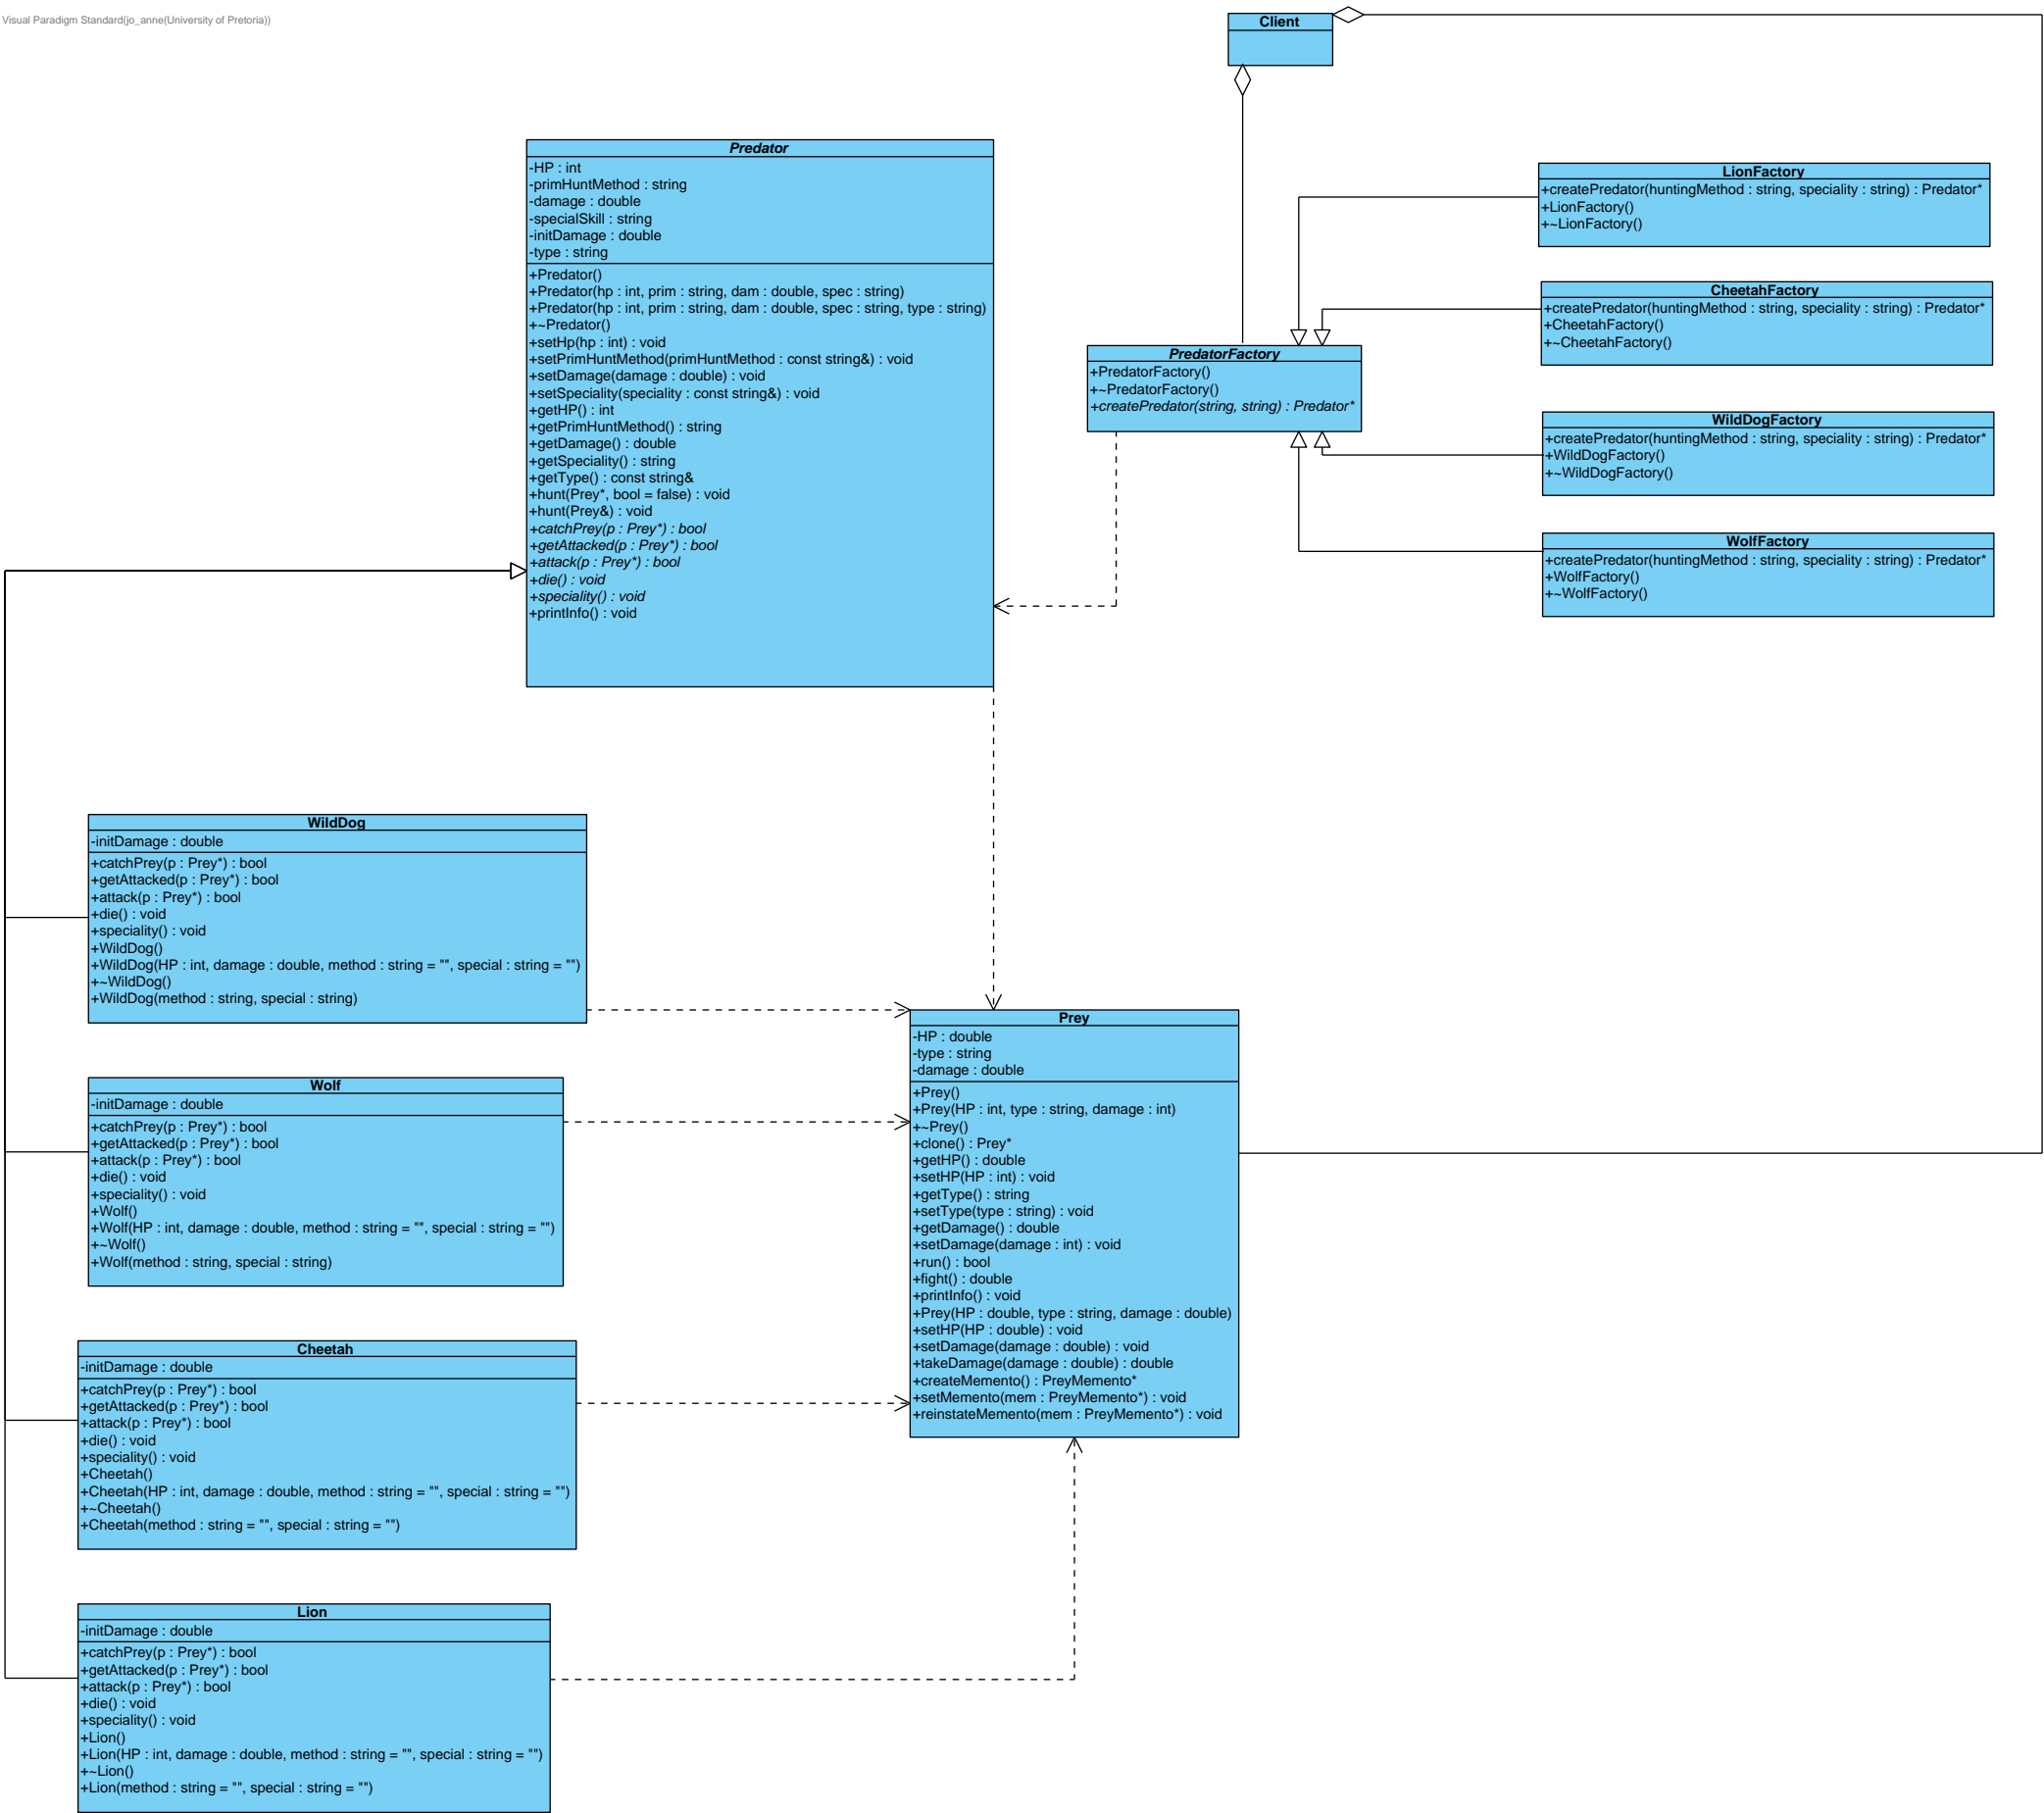 Visual Paradigm Standard(jo_anne(University of Pretoria))
Client
Predator
-HP : int
-primHuntMethod : string
-damage : double
-specialSkill : string
-initDamage : double
-type : string
+Predator()
+Predator(hp : int, prim : string, dam : double, spec : string)
+Predator(hp : int, prim : string, dam : double, spec : string, type : string)
+~Predator()
+setHp(hp : int) : void
+setPrimHuntMethod(primHuntMethod : const string&) : void
+setDamage(damage : double) : void
+setSpeciality(speciality : const string&) : void
+getHP() : int
+getPrimHuntMethod() : string
+getDamage() : double
+getSpeciality() : string
+getType() : const string&
+hunt(Prey*, bool = false) : void
+hunt(Prey&) : void
+catchPrey(p : Prey*) : bool
+getAttacked(p : Prey*) : bool
+attack(p : Prey*) : bool
+die() : void
+speciality() : void
+printInfo() : void
PredatorFactory
+PredatorFactory()
+~PredatorFactory()
+createPredator(string, string) : Predator*
LionFactory
+createPredator(huntingMethod : string, speciality : string) : Predator*
+LionFactory()
+~LionFactory()
CheetahFactory
+createPredator(huntingMethod : string, speciality : string) : Predator*
+CheetahFactory()
+~CheetahFactory()
WildDogFactory
+createPredator(huntingMethod : string, speciality : string) : Predator*
+WildDogFactory()
+~WildDogFactory()
WolfFactory
+createPredator(huntingMethod : string, speciality : string) : Predator*
+WolfFactory()
+~WolfFactory()
WildDog
-initDamage : double
+catchPrey(p : Prey*) : bool
+getAttacked(p : Prey*) : bool
+attack(p : Prey*) : bool
+die() : void
+speciality() : void
+WildDog()
+WildDog(HP : int, damage : double, method : string = "", special : string = "")
+~WildDog()
+WildDog(method : string, special : string)
Wolf
-initDamage : double
+catchPrey(p : Prey*) : bool
+getAttacked(p : Prey*) : bool
+attack(p : Prey*) : bool
+die() : void
+speciality() : void
+Wolf()
+Wolf(HP : int, damage : double, method : string = "", special : string = "")
+~Wolf()
+Wolf(method : string, special : string)
Cheetah
-initDamage : double
+catchPrey(p : Prey*) : bool
+getAttacked(p : Prey*) : bool
+attack(p : Prey*) : bool
+die() : void
+speciality() : void
+Cheetah()
+Cheetah(HP : int, damage : double, method : string = "", special : string = "")
+~Cheetah()
+Cheetah(method : string = "", special : string = "")
Lion
-initDamage : double
+catchPrey(p : Prey*) : bool
+getAttacked(p : Prey*) : bool
+attack(p : Prey*) : bool
+die() : void
+speciality() : void
+Lion()
+Lion(HP : int, damage : double, method : string = "", special : string = "")
+~Lion()
+Lion(method : string = "", special : string = "")
Prey
-HP : double
-type : string
-damage : double
+Prey()
+Prey(HP : int, type : string, damage : int)
+~Prey()
+clone() : Prey*
+getHP() : double
+setHP(HP : int) : void
+getType() : string
+setType(type : string) : void
+getDamage() : double
+setDamage(damage : int) : void
+run() : bool
+fight() : double
+printInfo() : void
+Prey(HP : double, type : string, damage : double)
+setHP(HP : double) : void
+setDamage(damage : double) : void
+takeDamage(damage : double) : double
+createMemento() : PreyMemento*
+setMemento(mem : PreyMemento*) : void
+reinstateMemento(mem : PreyMemento*) : void